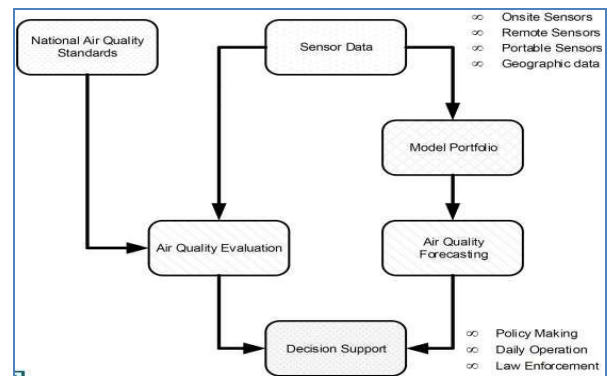 National Air Quality
Standards
Sensor Data
∞ Onsite Sensors
∞ Remote Sensors
∞ Portable Sensors
∞ Geographic data
Model Portfolio
Air Quality Evaluation
Air Quality
Forecasting
Decision Support
∞ Policy Making
∞ Daily Operation
∞ Law Enforcement